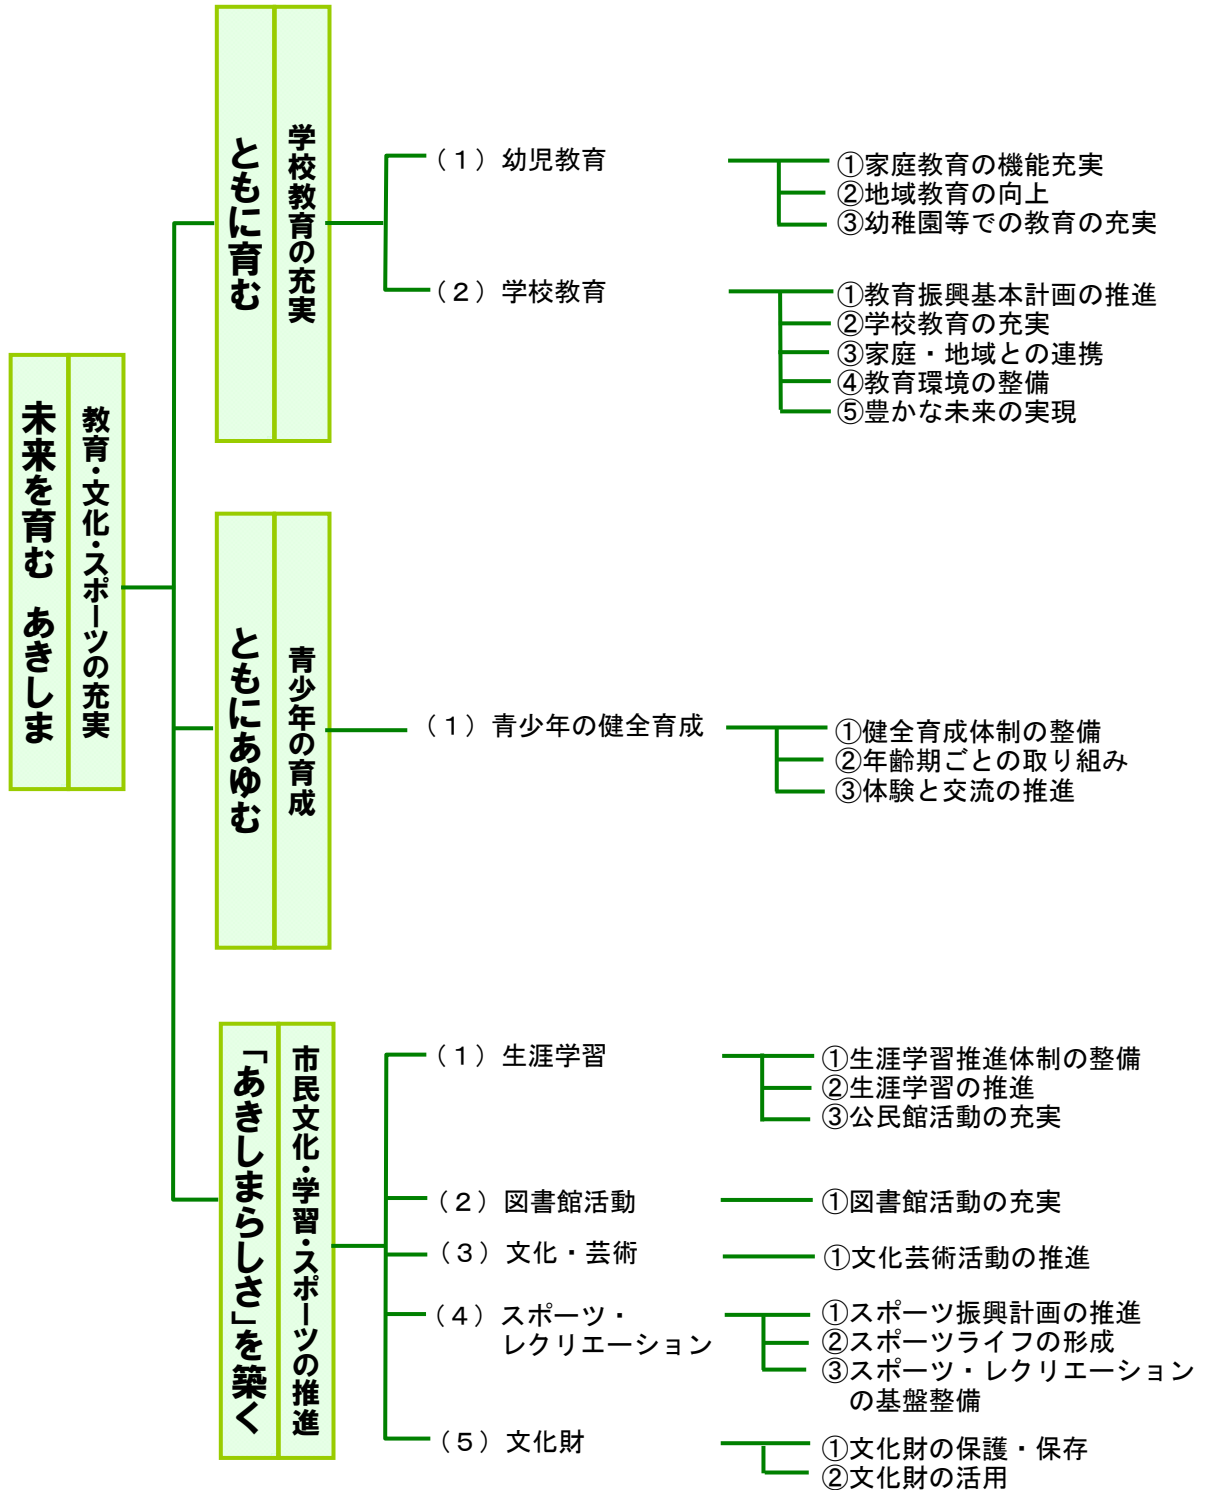 未来を育む　あきしま
教育・文化・スポーツの充実
ともに育む
学校教育の充実
（１）幼児教育
①家庭教育の機能充実
②地域教育の向上
③幼稚園等での教育の充実
（２）学校教育
①教育振興基本計画の推進
②学校教育の充実
③家庭・地域との連携
④教育環境の整備
⑤豊かな未来の実現
ともにあゆむ
青少年の育成
（１）青少年の健全育成
①健全育成体制の整備
②年齢期ごとの取り組み
③体験と交流の推進
「あきしまらしさ」を築く
市民文化・学習・スポーツの推進
（１）生涯学習
①生涯学習推進体制の整備
②生涯学習の推進
③公民館活動の充実
（２）図書館活動
①図書館活動の充実
（３）文化・芸術
①文化芸術活動の推進
（４）スポーツ・
レクリエーション
①スポーツ振興計画の推進
②スポーツライフの形成
③スポーツ・レクリエーション
の基盤整備
（５）文化財
①文化財の保護・保存
②文化財の活用